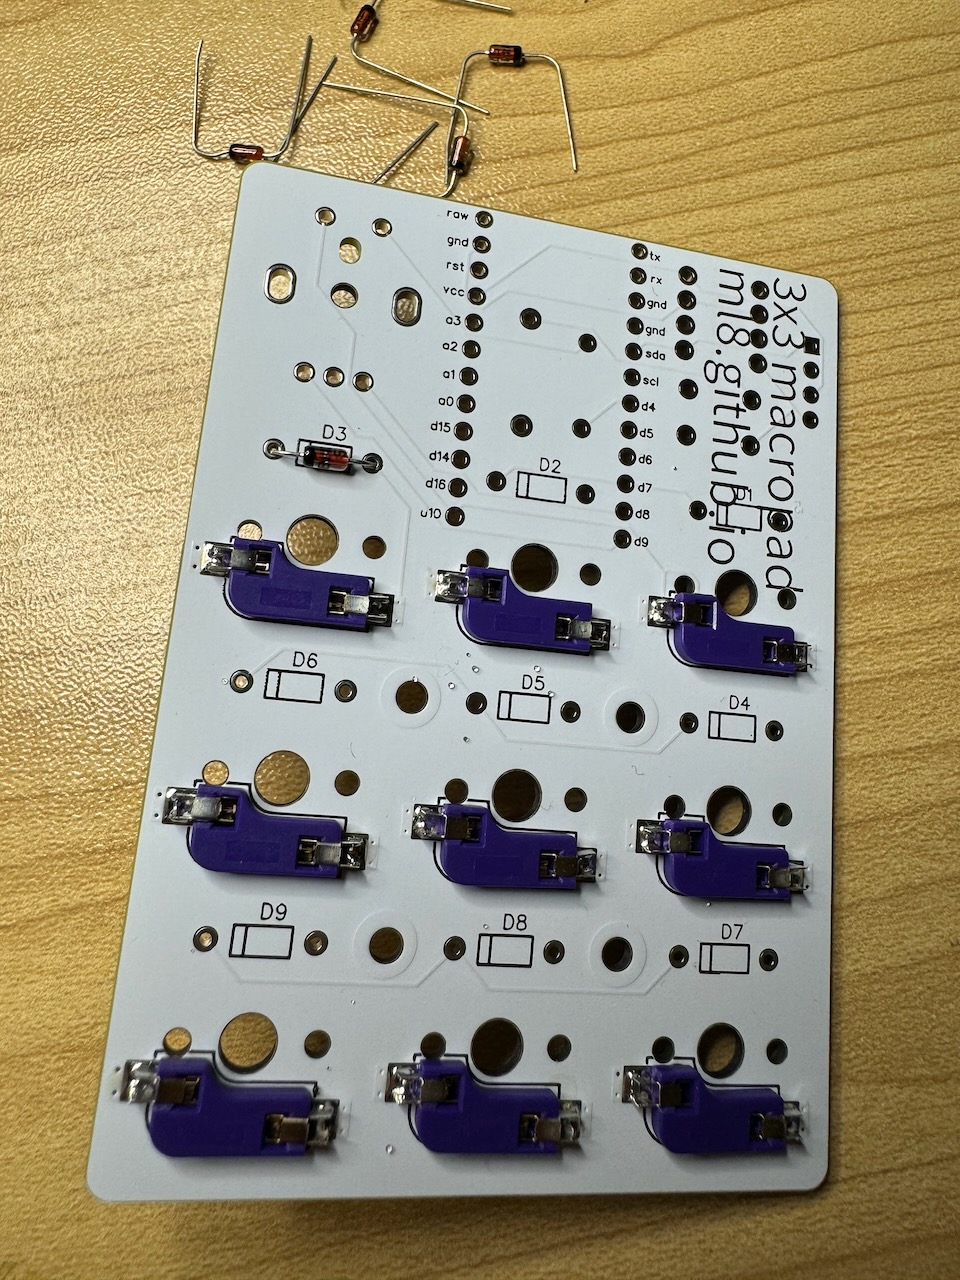 raw
gnd
rst
vcc
a3
a2
a1
a0
d15
d14
d16
a10
tx
rx
gnd
gnd
sda
scl
d4
d5
d6
d7
d8
d9
3x3 macropad
ml8.github.io
D3
D2
D1
D6
D5
D4
D9
D8
D7